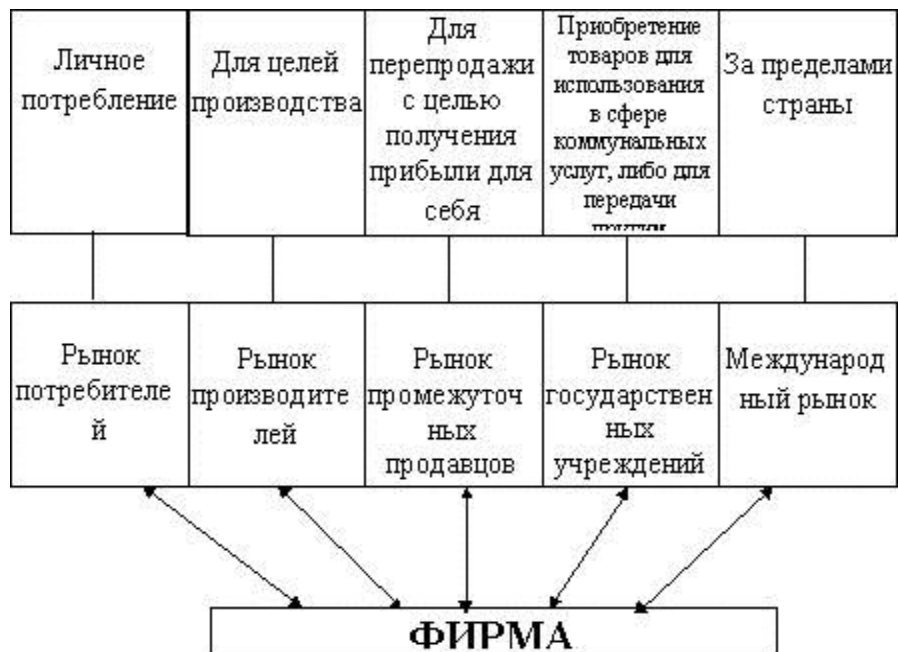 Личное
потребление
Для целей
производства
Для
перепродажи
с целью
получения
прибыли для
себя
Приобретение
товаров для
использования
в сфере
коммунальных
услуг, либо для
передачи
За пределами
страны
Рынок
потребителе
й
Рынок
производите
лей
Рынок
промежуточ
ных
продавцов
Рынок
государствен
ных
учреждений
Международ
ный рынок
ФИРМА